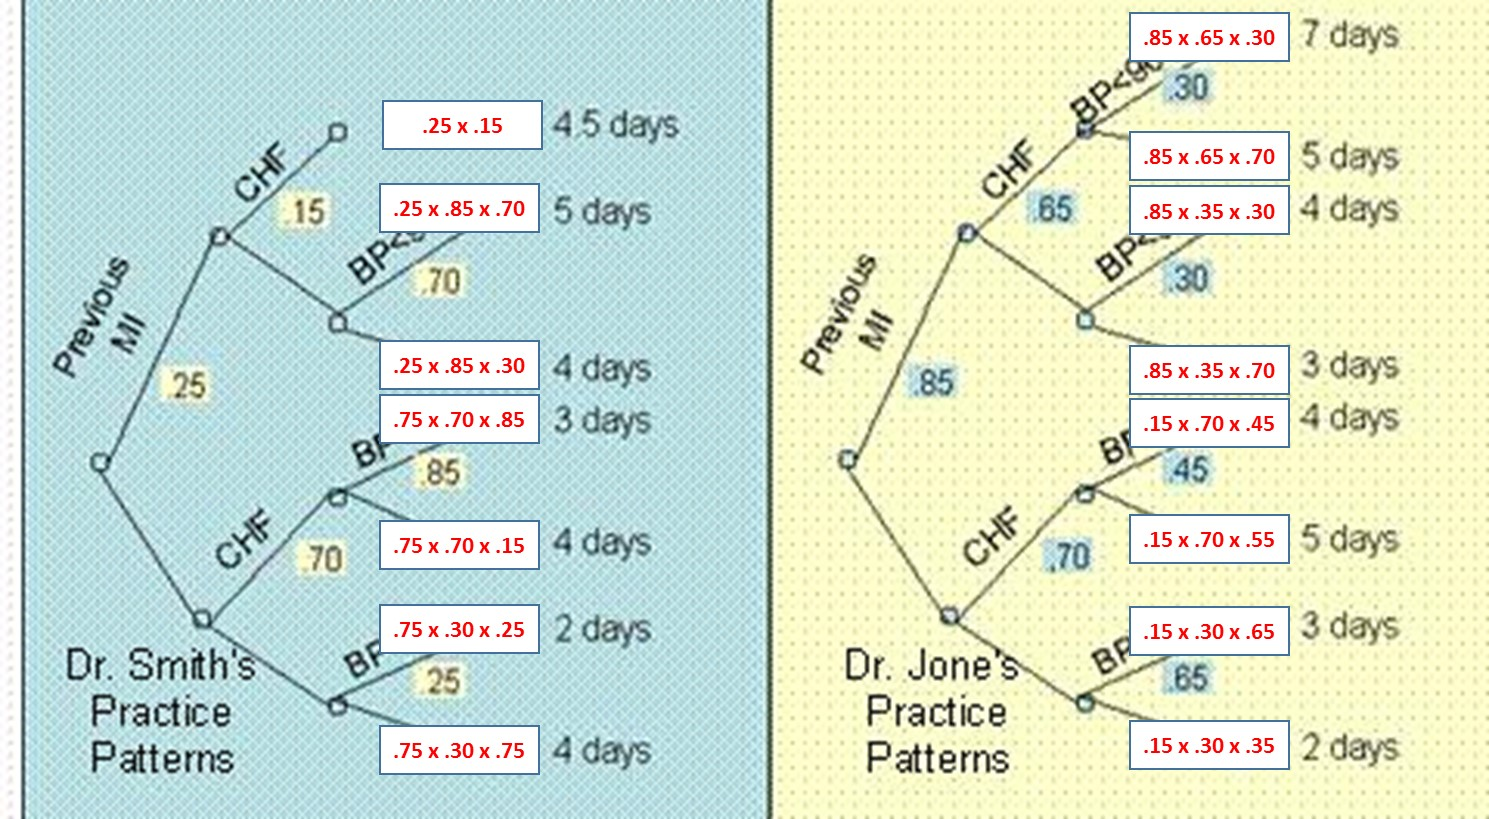 .25 x .15
4.5 days
CHF
.15
.25 x .85 x .70
5 days
.70
Previous
MI
.25
.25 x .85 x .30
4 days
.75 x .70 x .85
3 days
.85
CHF
.70
.75 x .70 x .15
4 days
.75 x .30 x .25
2 days
.25
.75 x .30 x .75
4 days
Dr. Smith's
Practice
Patterns
.85 x .65 x .30
7 days
.30
CHF
.65
.85 x .65 x .70
5 days
.85 x .35 x .30
4 days
.30
Previous
MI
.85
.85 x .35 x .70
3 days
.15 x .70 x .45
4 days
.45
CHF
.70
.15 x .70 x .55
5 days
.15 x .30 x .65
3 days
.65
.15 x .30 x .35
2 days
Dr. Jone's
Practice
Patterns